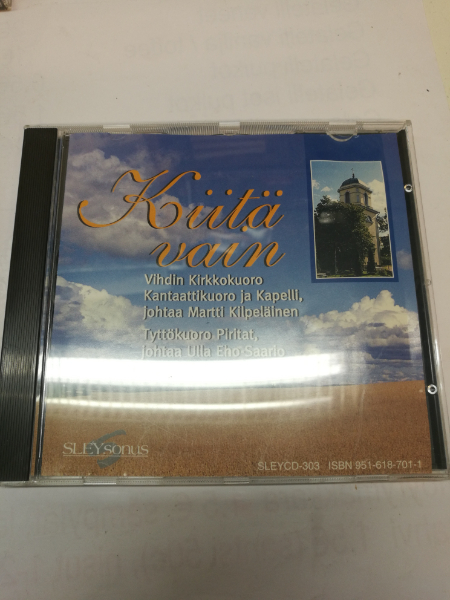 Kiitä
vain
Vihdin Kirkkokuoro
Kantaattikuoro ja Kapelli,
johtaa Martti Kilpeläinen
Tyttökuoro Piritat,
johtaa Ulla Eho-Saario
SLEYsonus
SLEYCD-303 ISBN 951-618-701-1